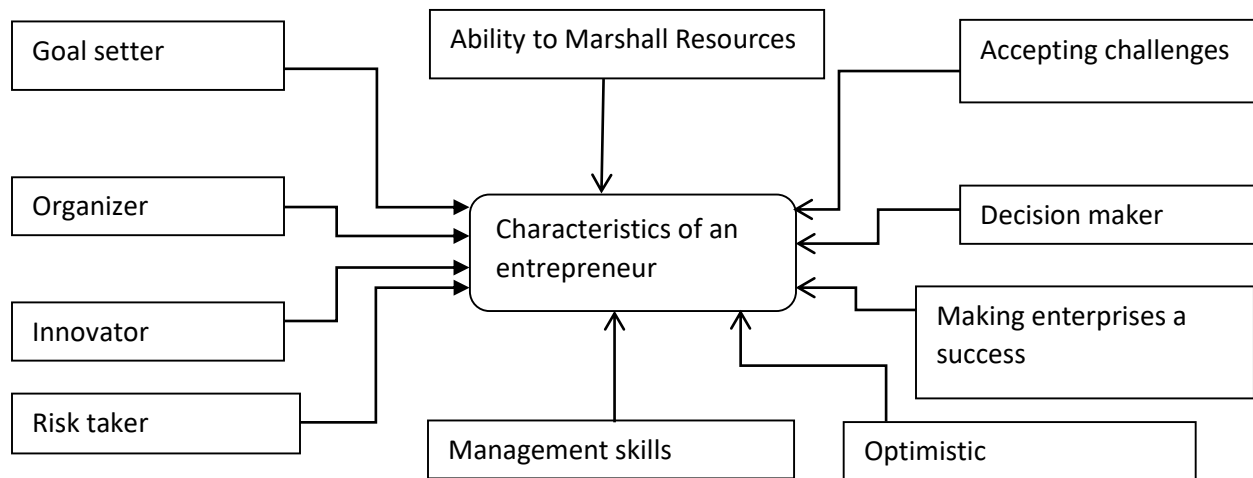 Goal setter
Ability to Marshall Resources
Accepting challenges
Organizer
Characteristics of an
entrepreneur
Decision maker
Innovator
Making enterprises a
success
Risk taker
Management skills
Optimistic